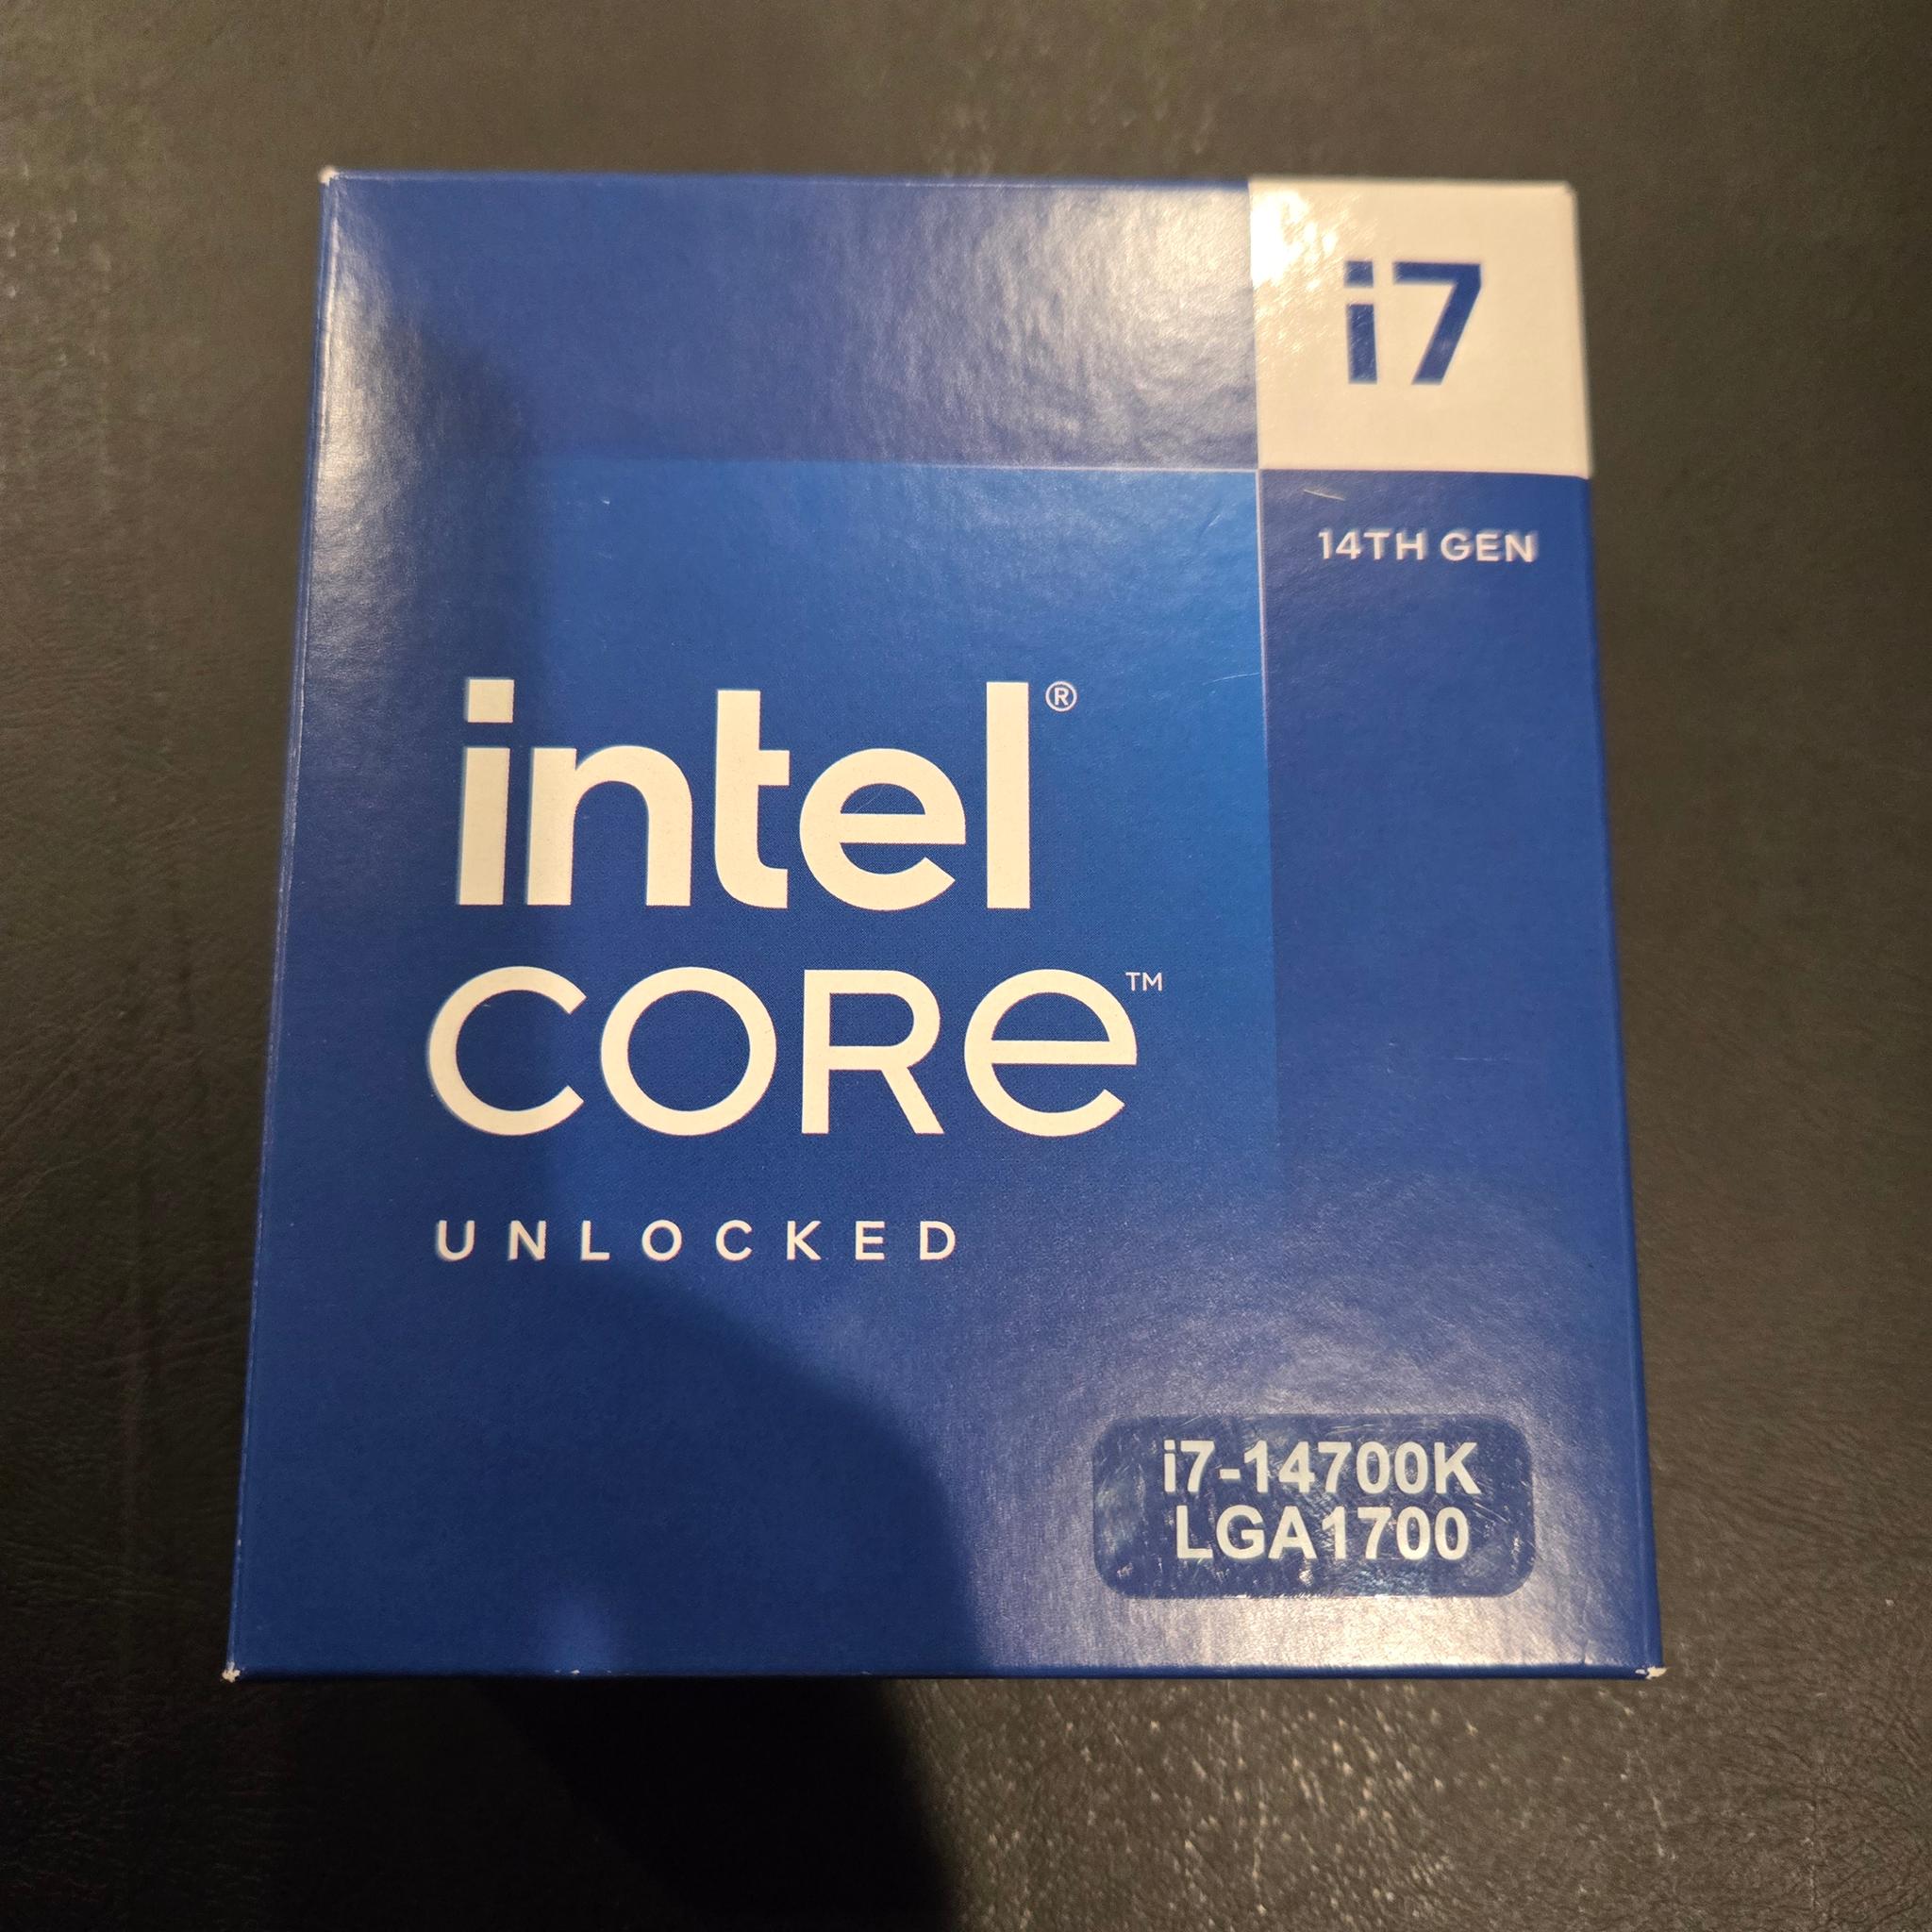 i7
14TH GEN
intel®
CORe™
UNLOCKED
i7-14700K
LGA1700